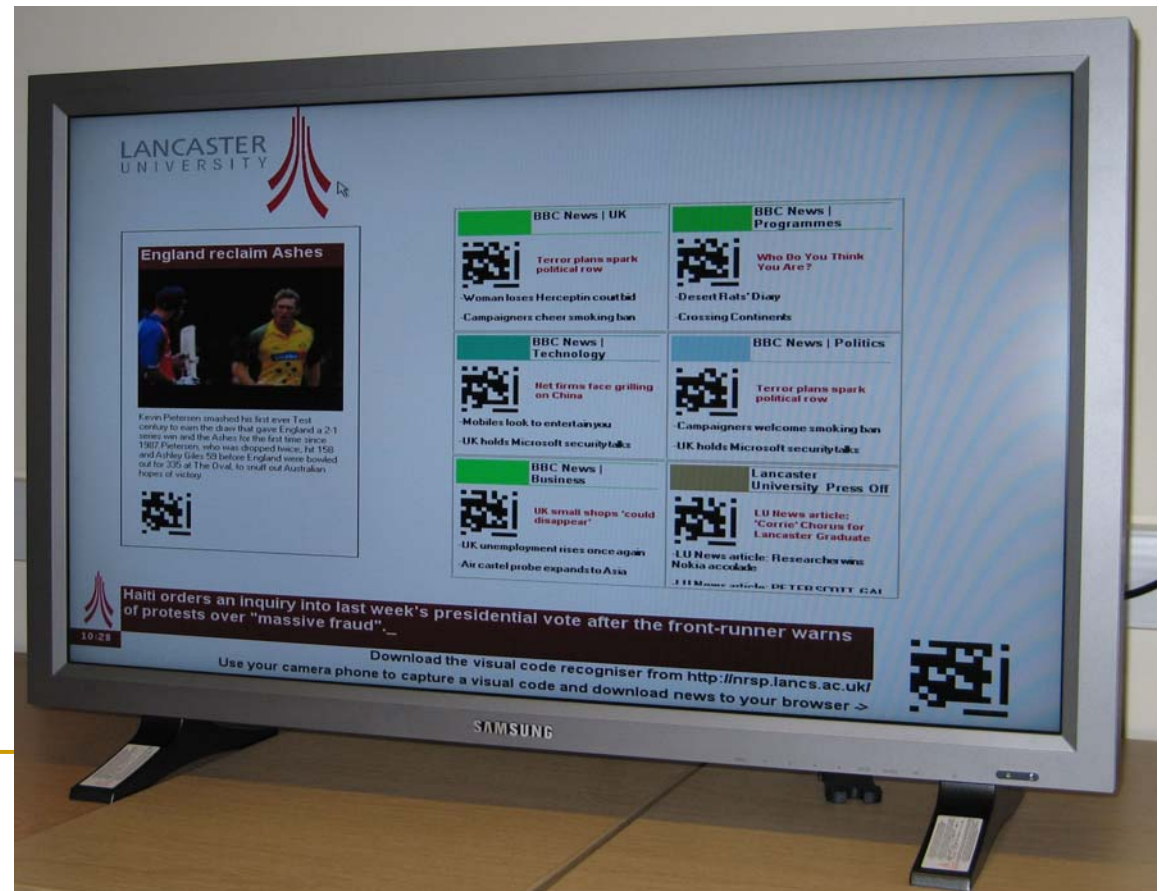 LANCASTER
UNIVERSITY
England reclaim Ashes
Kevin Pietersen smashed his first ever Test
century to earn the draw that gave England a 2-1
series win and the Ashes for the first time since
1987.Pietersen, who was dropped twice, hit 158
and Ashley Giles 59 before England were bowled
out for 335 at The Oval, to snuff out Australian
hopes of victory.
BBC News | UK
Terror plans spark
political row
-Woman loses Herceptin court bid
-Campaigners cheer smoking ban
BBC News |
Programmes
Who Do You Think
You Are?
-Desert Rats' Diary
-Crossing Continents
BBC News |
Technology
Net firms face grilling
on China
-Mobiles look to entertain you
-UK holds Microsoft security talks
BBC News | Politics
Terror plans spark
political row
-Campaigners welcome smoking ban
-UK holds Microsoft security talks
BBC News |
Business
UK small shops 'could
disappear'
-UK unemployment rises once again
-Air cartel probe expands to Asia
Lancaster
University Press Off
LU News article:
'Corrie' Chorus for
Lancaster Graduate
-LU News article: Researcher wins
Nokia accolade
-LU News article: PETER SCOTT GAL
Haiti orders an inquiry into last week's presidential vote after the front-runner warns
of protests over "massive fraud"._
10:28
Download the visual code recogniser from http://nrsp.lancs.ac.uk/
Use your camera phone to capture a visual code and download news to your browser ->
SAMSUNG